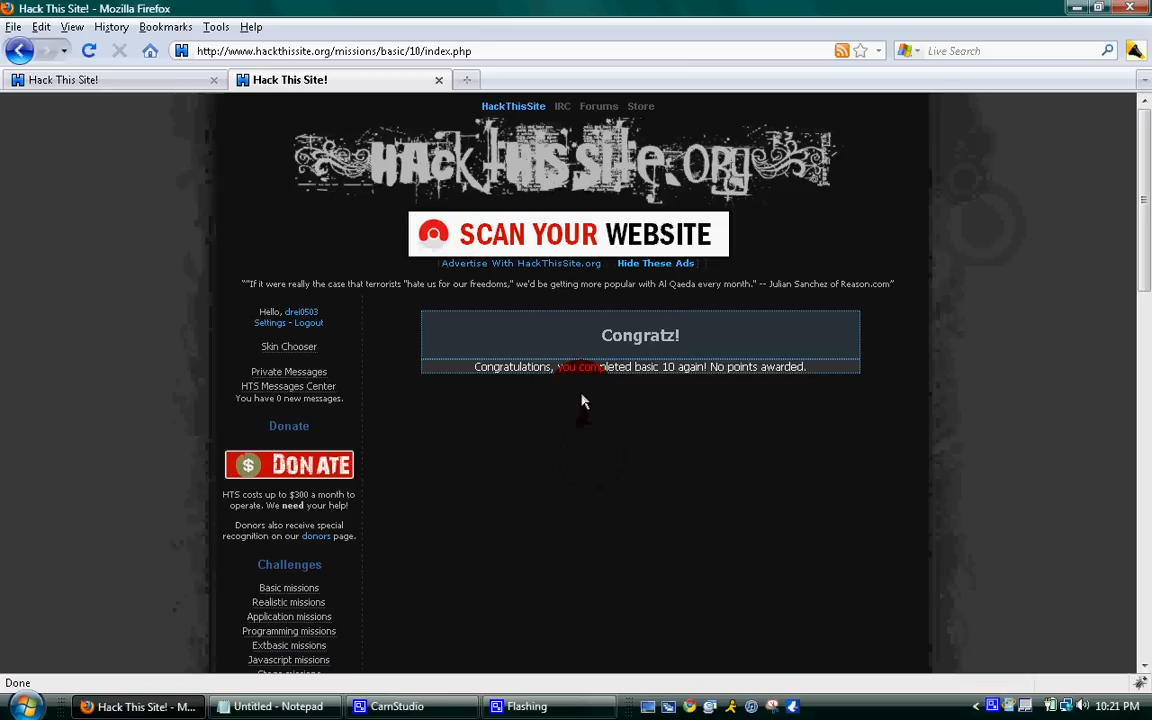 Hack This Site! - Mozilla Firefox
File Edit View History Bookmarks Tools Help
http://www.hackthissite.org/missions/basic/10/index.php
Live Search
Hack This Site!
Hack This Site!
HackThisSite IRC Forums Store
HACK THIS SITE.ORG
SCAN YOUR WEBSITE
Advertise With HackThisSite.org Hide These Ads
""If it were really the case that terrorists "hate us for our freedoms," we'd be getting more popular with Al Qaeda every month." -- Julian Sanchez of Reason.com"
Hello, drei0503
Settings - Logout
Skin Chooser
Private Messages
HTS Messages Center
You have 0 new messages.
Donate
$ DONATE
HTS costs up to $300 a month to
operate. We need your help!
Donors also receive special
recognition on our donors page.
Challenges
Basic missions
Realistic missions
Application missions
Programming missions
Extbasic missions
Javascript missions
Congratz!
Congratulations, you completed basic 10 again! No points awarded.
Done
Hack This Site! - M...
Untitled - Notepad
CamStudio
Flashing
10:21 PM